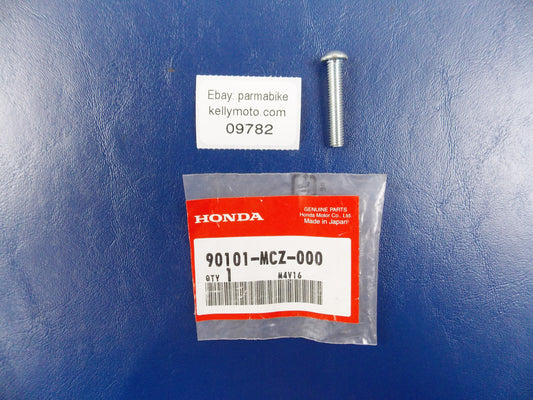 Ebay. parmabike
kellymoto.com
09782
HONDA
GENUINE PARTS
Honda Motor Co., Ltd.
Made in Japan
90101-MCZ-000
QTY 1 M4V16